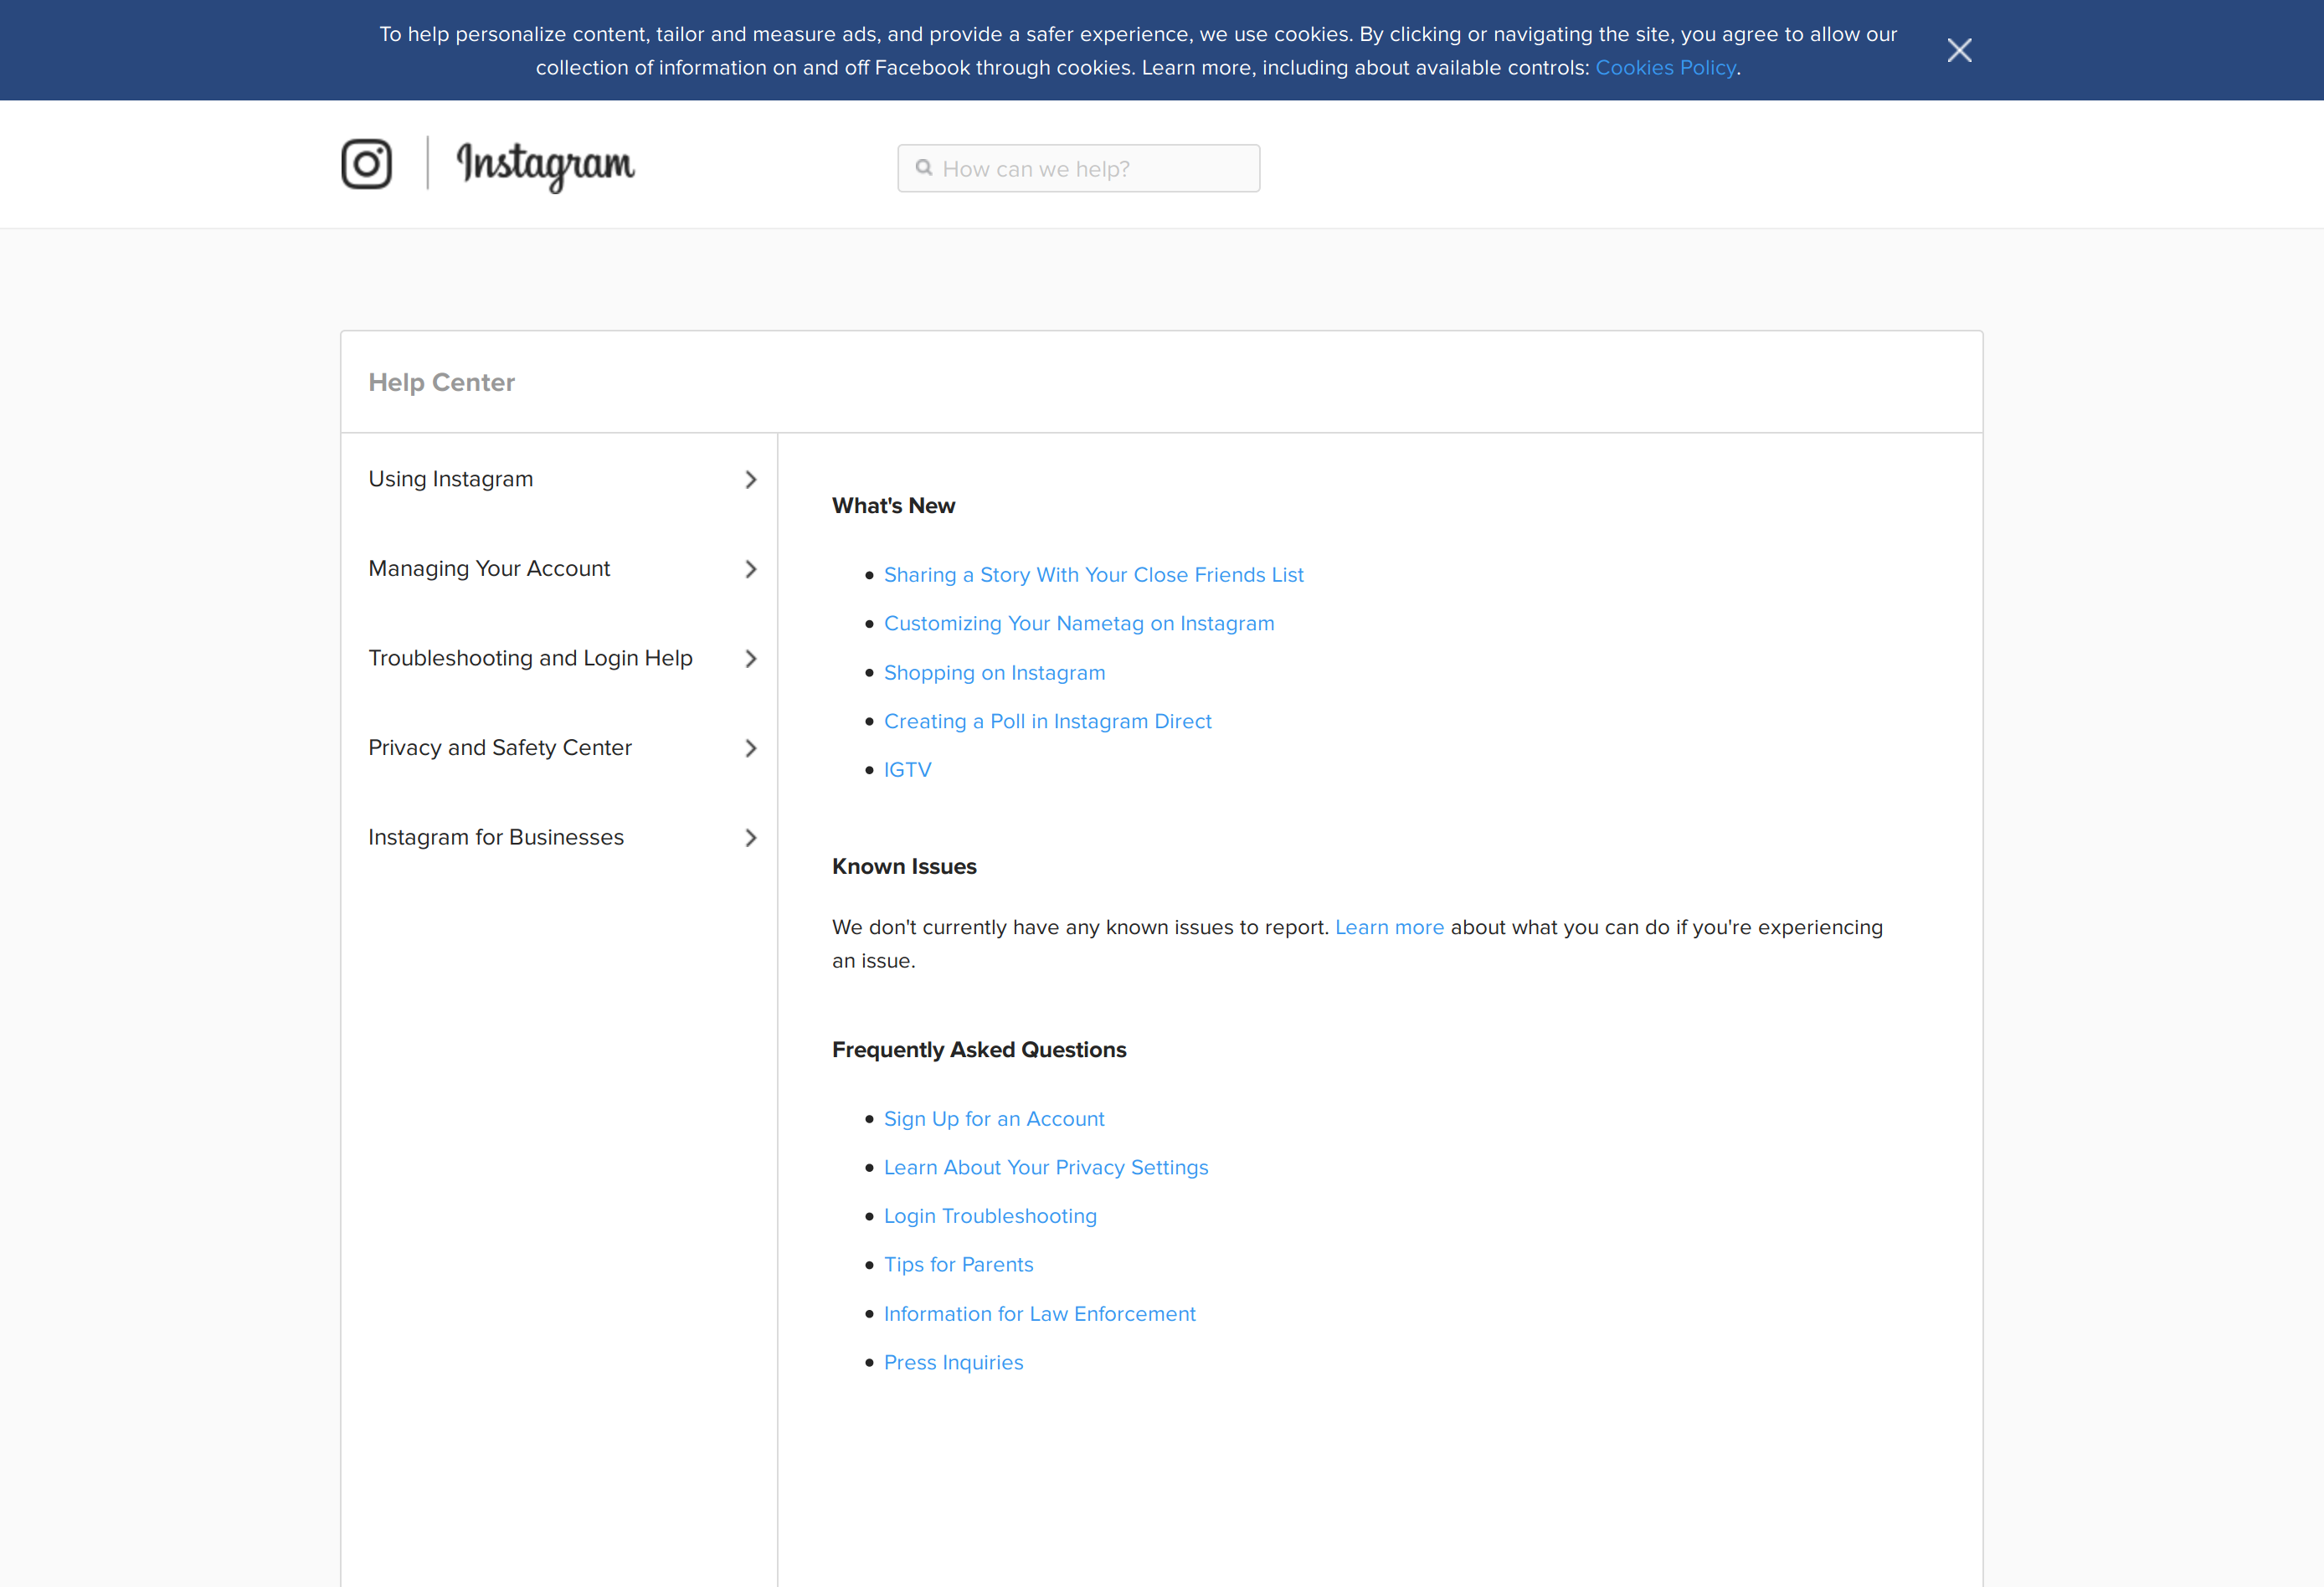 To help personalize content, tailor and measure ads, and provide a safer experience, we use cookies. By clicking or navigating the site, you agree to allow our
collection of information on and off Facebook through cookies. Learn more, including about available controls: Cookies Policy.
Instagram
How can we help?
Help Center
Using Instagram
Managing Your Account
Troubleshooting and Login Help
Privacy and Safety Center
Instagram for Businesses
What's New
Sharing a Story With Your Close Friends List
Customizing Your Nametag on Instagram
Shopping on Instagram
Creating a Poll in Instagram Direct
IGTV
Known Issues
We don't currently have any known issues to report. Learn more about what you can do if you're experiencing
an issue.
Frequently Asked Questions
Sign Up for an Account
Learn About Your Privacy Settings
Login Troubleshooting
Tips for Parents
Information for Law Enforcement
Press Inquiries